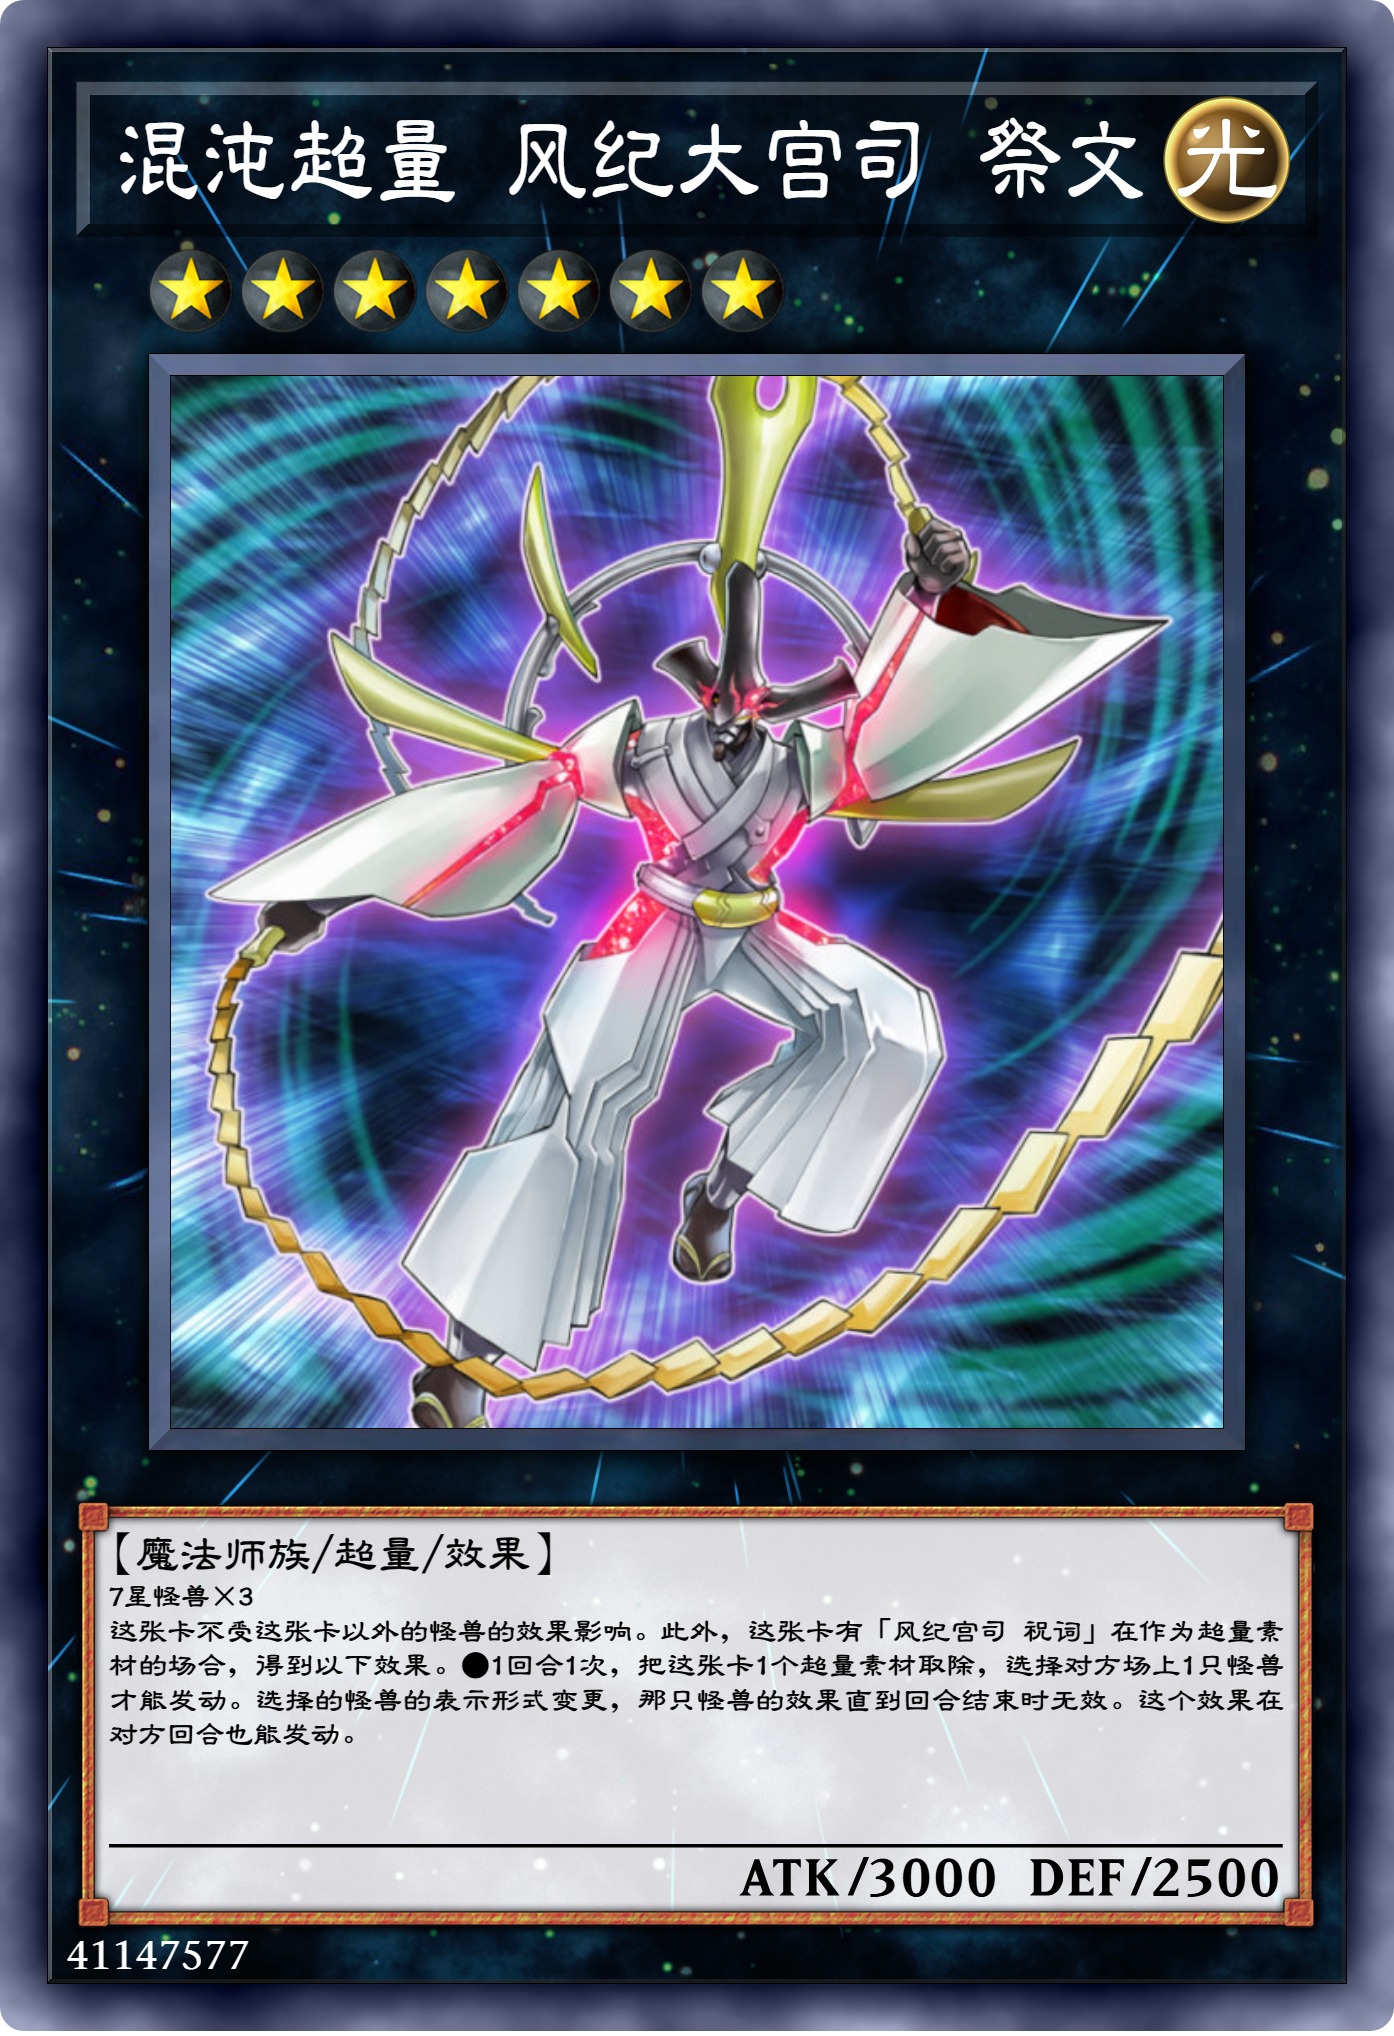 混沌超量 风纪大宫司 祭文 光
【魔法师族/超量/效果】
7星怪兽×3
这张卡不受这张卡以外的怪兽的效果影响。此外，这张卡有「风纪宫司 祝词」在作为超量素
材的场合，得到以下效果。●1回合1次，把这张卡1个超量素材取除，选择对方场上1只怪兽
才能发动。选择的怪兽的表示形式变更，那只怪兽的效果直到回合结束时无效。这个效果在
对方回合也能发动。
ATK/3000 DEF/2500
41147577